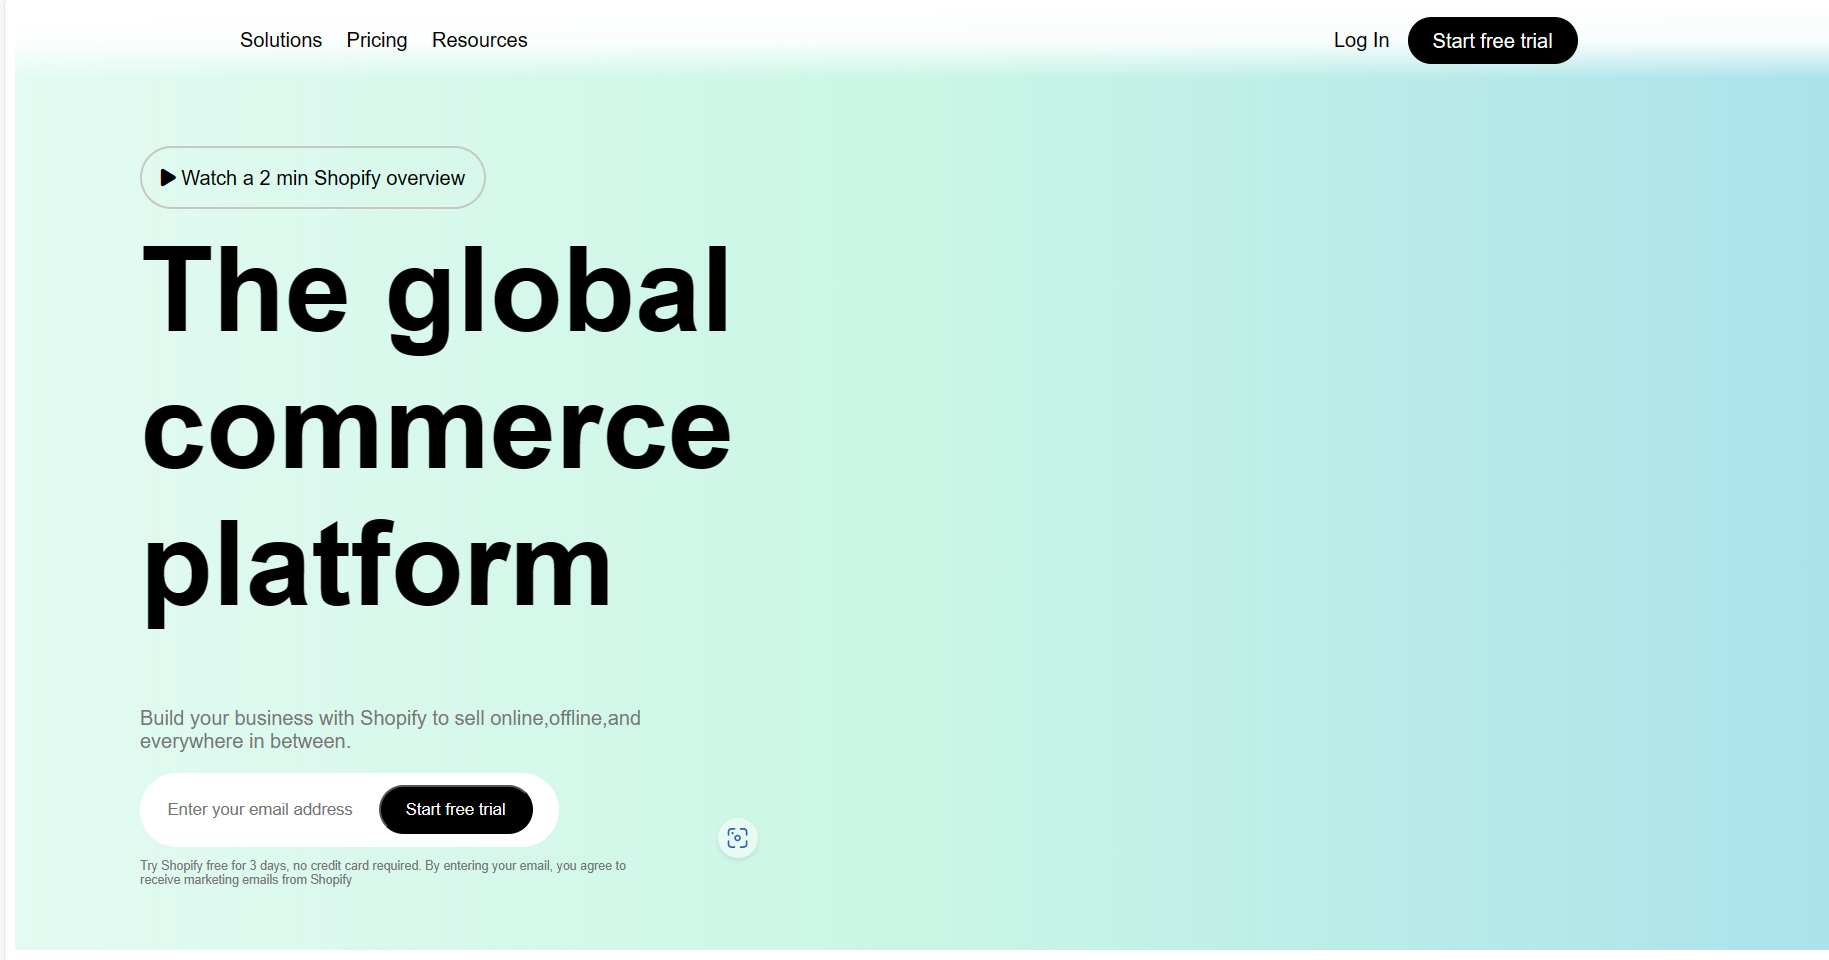 Solutions Pricing Resources Log In Start free trial
Watch a 2 min Shopify overview
The global
commerce
platform
Build your business with Shopify to sell online,offline,and
everywhere in between.
Enter your email address Start free trial
Try Shopify free for 3 days, no credit card required. By entering your email, you agree to
receive marketing emails from Shopify